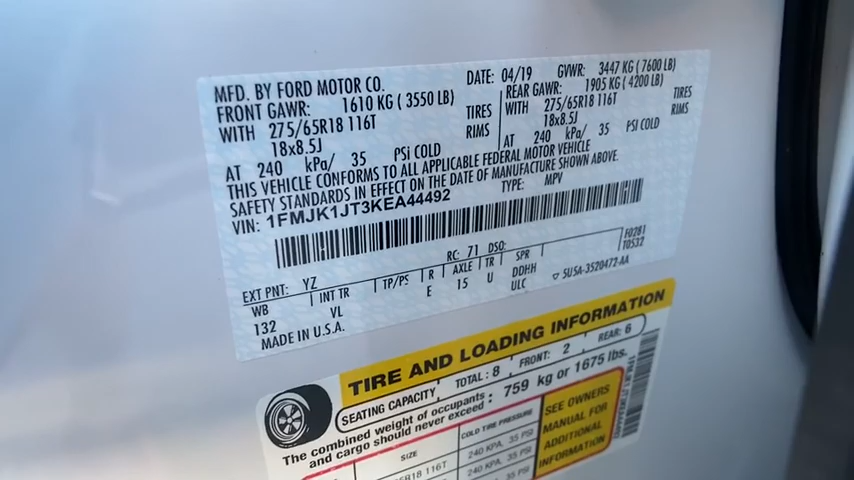 MFD. BY FORD MOTOR CO. DATE: 04/19 GVWR: 3447 KG (7600 LB)
FRONT GAWR: 1610 KG (3550 LB) REAR GAWR: 1905 KG (4200 LB)
WITH 275/65R18 116T TIRES WITH 275/65R18 116T TIRES
18x8.5J RIMS 18x8.5J RIMS
AT 240 kPa/ 35 PSi COLD AT 240 kPa/ 35 PSI COLD
THIS VEHICLE CONFORMS TO ALL APPLICABLE FEDERAL MOTOR VEHICLE
SAFETY STANDARDS IN EFFECT ON THE DATE OF MANUFACTURE SHOWN ABOVE.
VIN: 1FMJK1JT3KEA44492 TYPE: MPV
EXT PNT: YZ RC: 71 DSO: F0281
T0532
WB INT TR TP/PS R AXLE TR SPR
132 VL E 15 U DDHH
ULC 5U5A-3520472-AA
MADE IN U.S.A.
TIRE AND LOADING INFORMATION
SEATING CAPACITY TOTAL: 8 FRONT: 2 REAR: 6
The combined weight of occupants and cargo should never exceed: 759 kg or 1675 lbs.
SIZE COLD TIRE PRESSURE
R18 116T 240 KPA, 35 PSI
240 KPA, 35 PSI
SEE OWNERS
MANUAL FOR
ADDITIONAL
INFORMATION